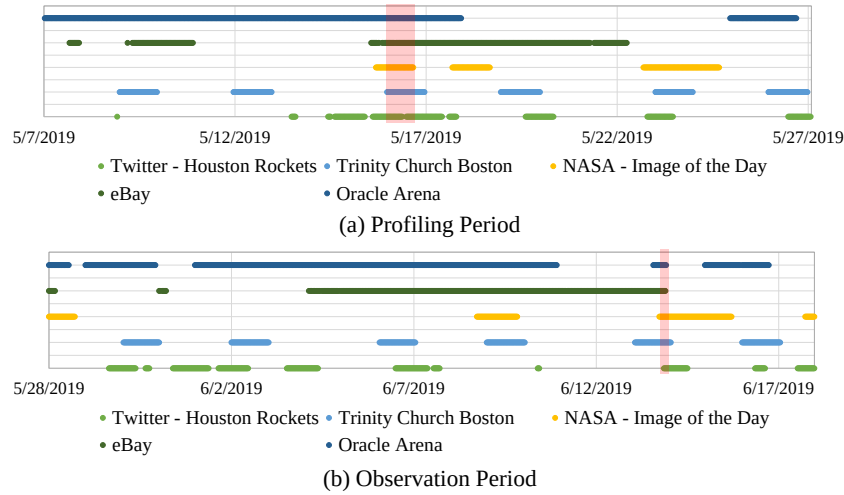 5/7/2019 5/12/2019 5/17/2019 5/22/2019 5/27/2019
Twitter - Houston Rockets Trinity Church Boston NASA - Image of the Day
eBay Oracle Arena
(a) Profiling Period
5/28/2019 6/2/2019 6/7/2019 6/12/2019 6/17/2019
Twitter - Houston Rockets Trinity Church Boston NASA - Image of the Day
eBay Oracle Arena
(b) Observation Period